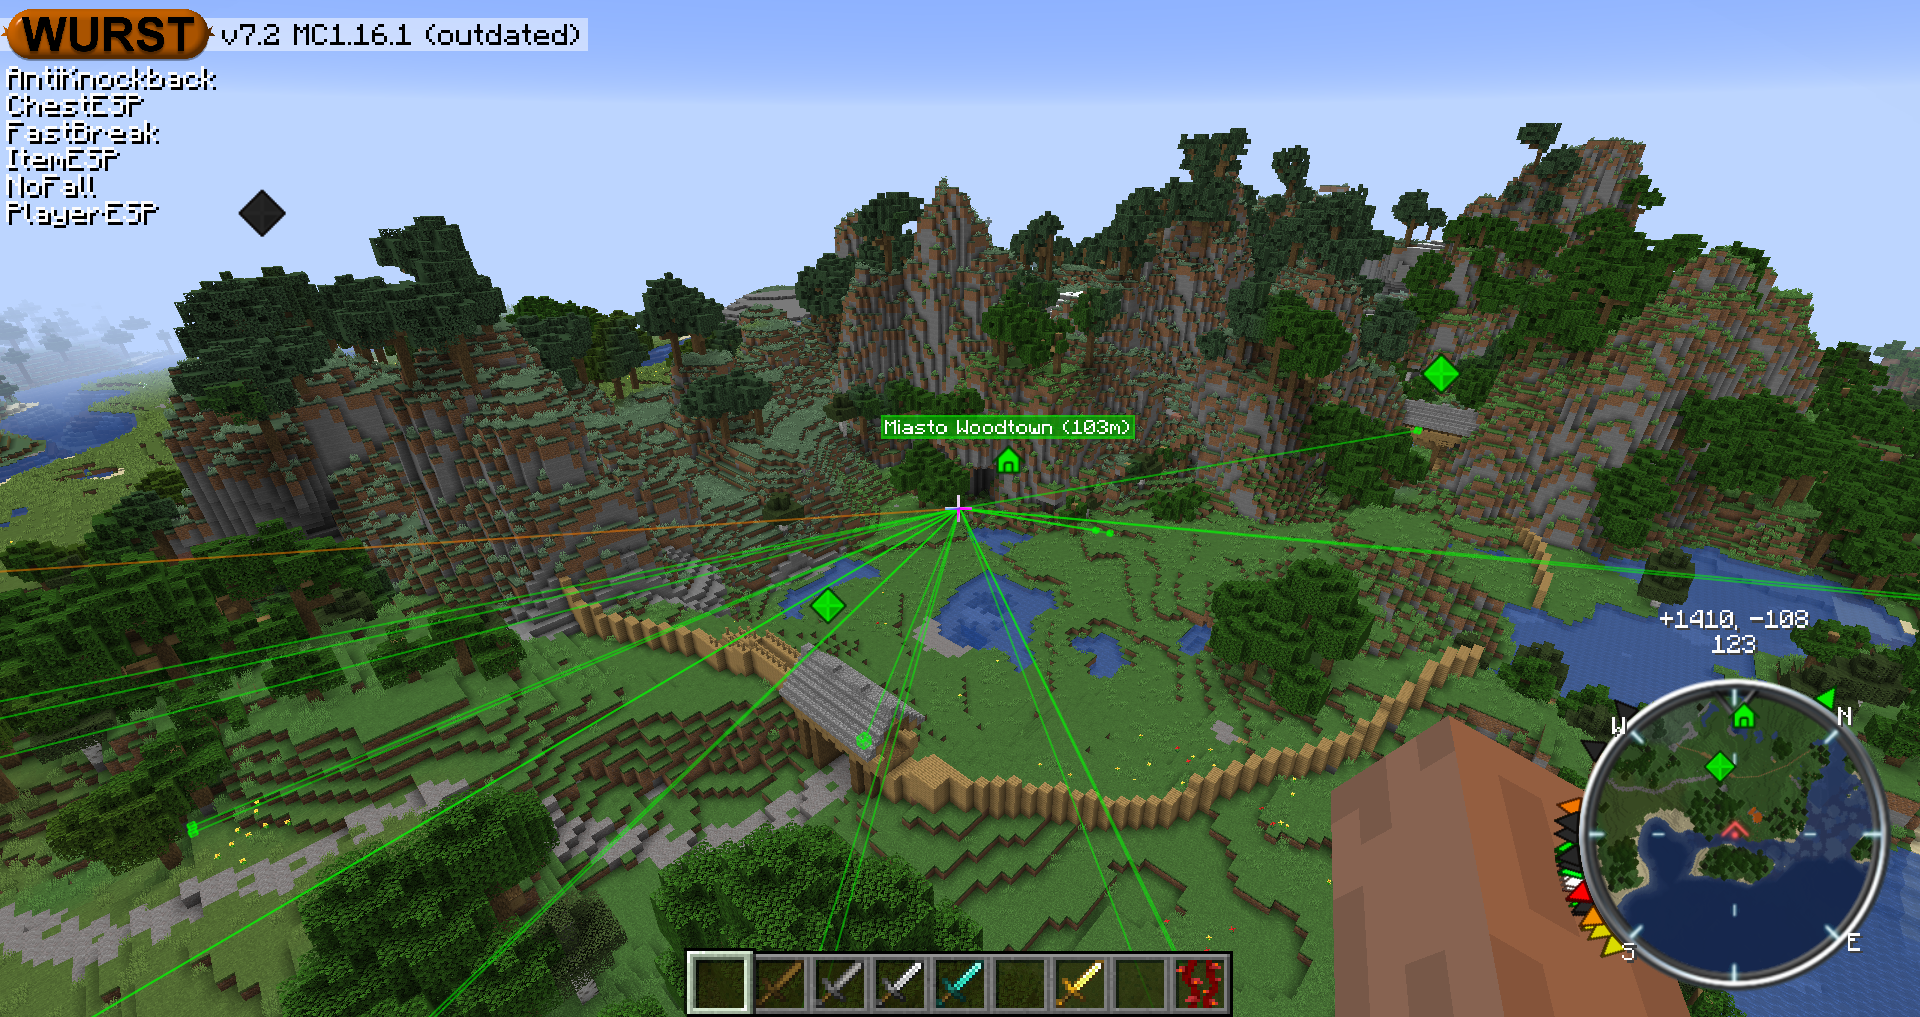 WURST v7.2 MC1.16.1 (outdated)
AntiKnockback
ChestESP
FastBreak
ItemESP
NoFall
PlayerESP
Miasto Woodtown (103m)
+1410, -108
123
W
N
S
E